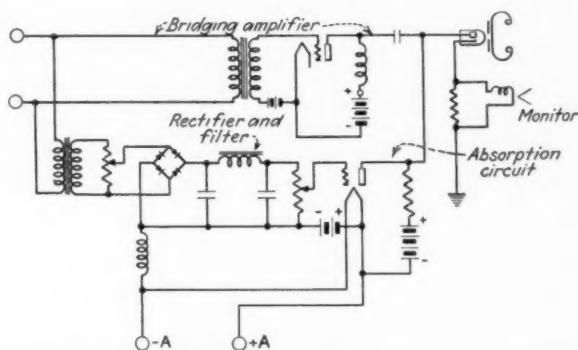 Bridging amplifier
Rectifier and
filter
Monitor
Absorption
circuit
+
-
- +
+
-
-A
+A